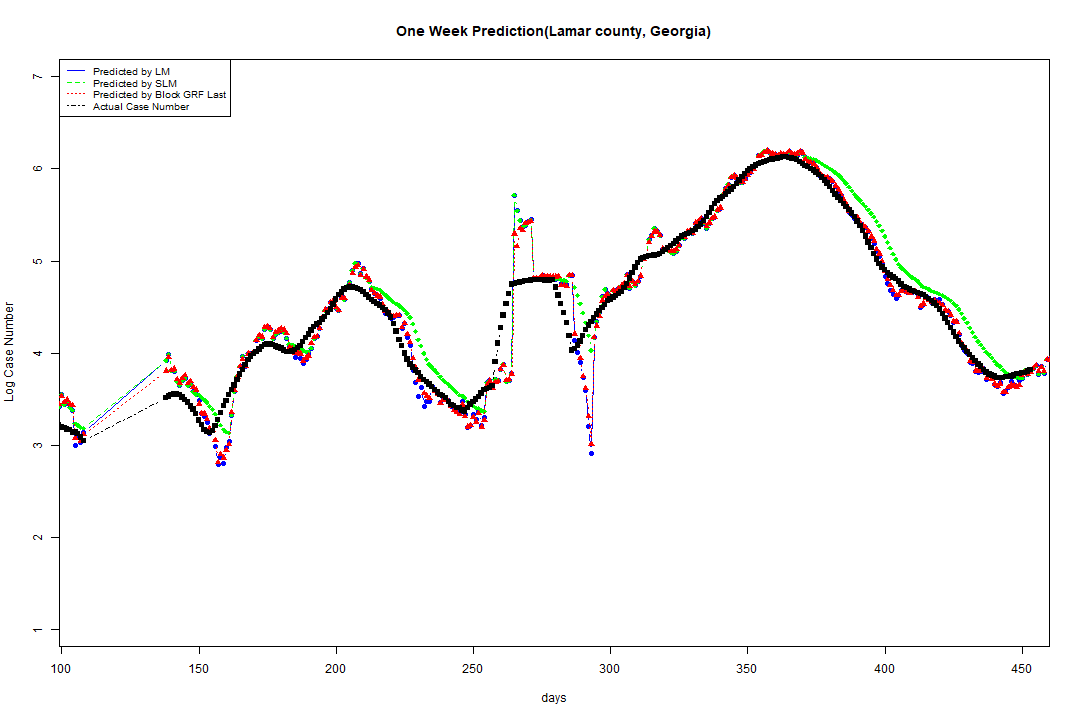 One Week Prediction(Lamar county, Georgia)
Predicted by LM
Predicted by SLM
Predicted by Block GRF Last
Actual Case Number
7
6
5
4
3
2
1
Log Case Number
100 150 200 250 300 350 400 450
days